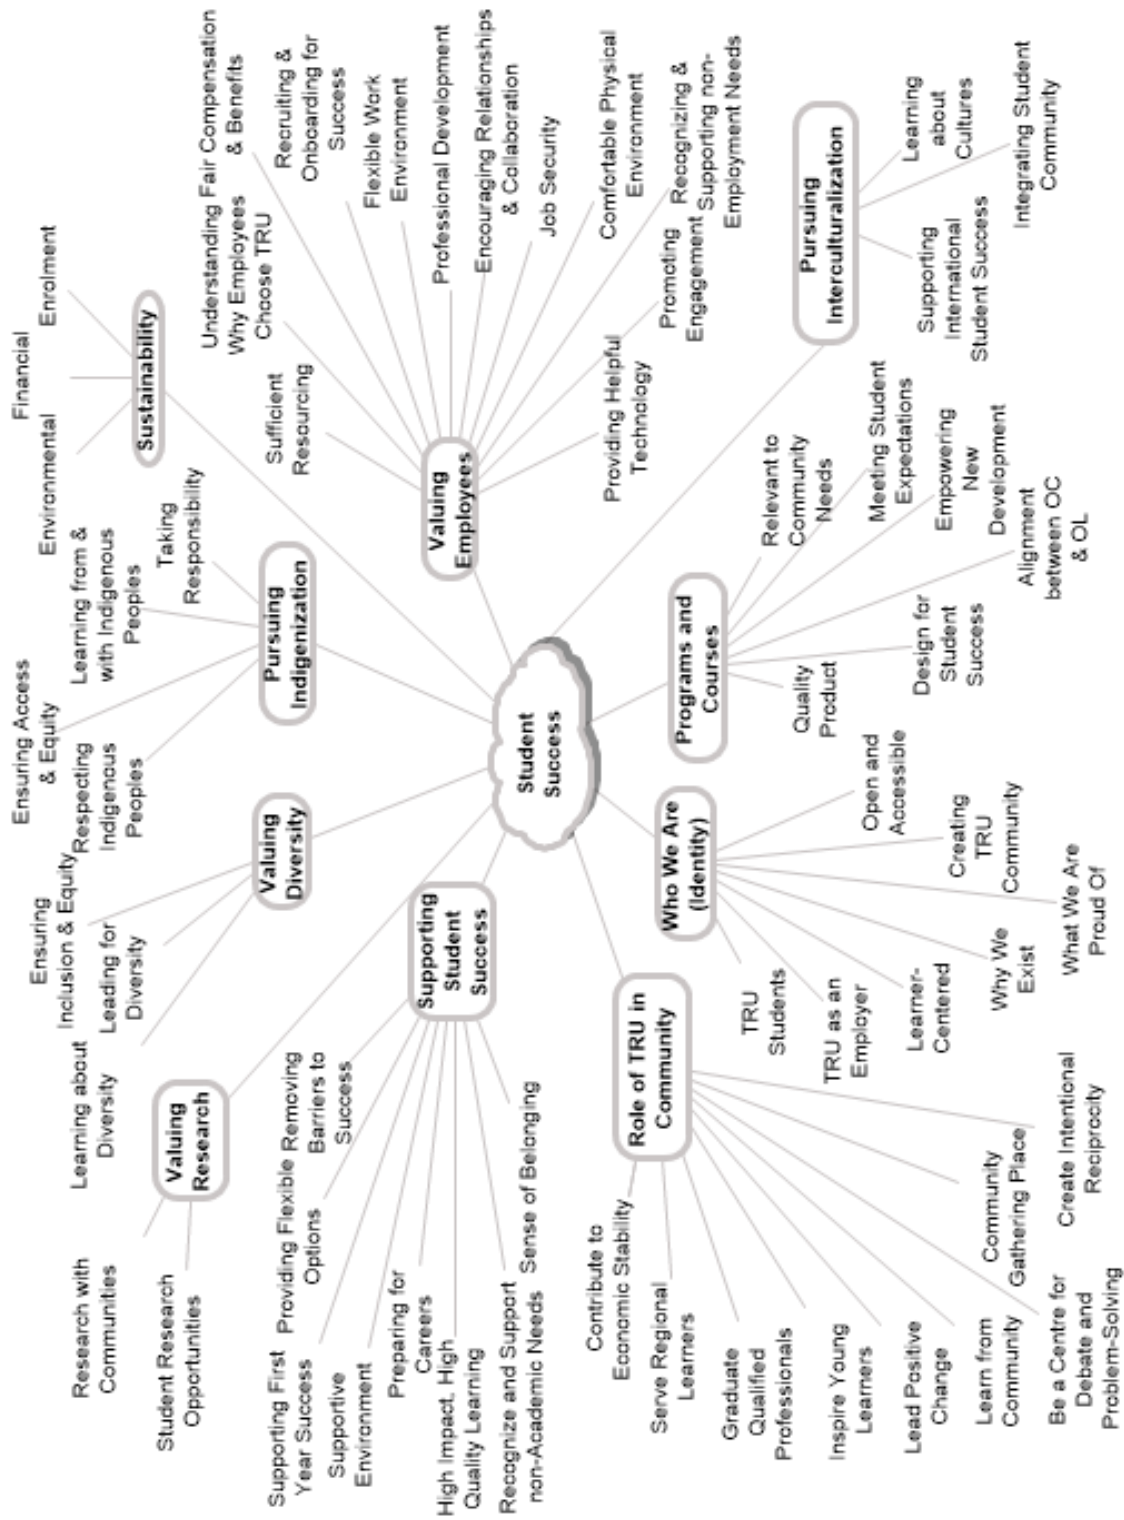 Student
Success
Sustainability
Environmental
Financial
Enrolment
Valuing
Employees
Sufficient
Resourcing
Understanding
Why Employees
Choose TRU
Fair Compensation
& Benefits
Recruiting &
Onboarding for
Success
Flexible Work
Environment
Professional Development
Encouraging Relationships
& Collaboration
Job Security
Comfortable Physical
Environment
Recognizing &
Supporting non-
Employment Needs
Promoting
Engagement
Providing Helpful
Technology
Pursuing
Interculturalization
Learning
about
Cultures
Integrating Student
Community
Supporting
International
Student Success
Programs and
Courses
Relevant to
Community
Needs
Meeting Student
Expectations
Empowering
New
Development
Alignment
between OC
& OL
Design for
Student
Success
Quality
Product
Who We Are
(Identity)
Open and
Accessible
Creating
TRU
Community
What We Are
Proud Of
Why We
Exist
Learner-
Centered
TRU as an
Employer
TRU
Students
Role of TRU in
Community
Create Intentional
Reciprocity
Community
Gathering Place
Be a Centre for
Debate and
Problem-Solving
Learn from
Community
Lead Positive
Change
Inspire Young
Learners
Graduate
Qualified
Professionals
Serve Regional
Learners
Contribute to
Economic Stability
Supporting
Student
Success
Sense of Belonging
Recognize and Support
non-Academic Needs
High Impact, High
Quality Learning
Preparing for
Careers
Supportive
Environment
Supporting First
Year Success
Providing Flexible
Options
Removing
Barriers to
Success
Valuing
Research
Student Research
Opportunities
Research with
Communities
Valuing
Diversity
Learning about
Diversity
Leading for
Diversity
Ensuring
Inclusion & Equity
Pursuing
Indigenization
Respecting
Indigenous
Peoples
Ensuring Access
& Equity
Learning from &
with Indigenous
Peoples
Taking
Responsibility